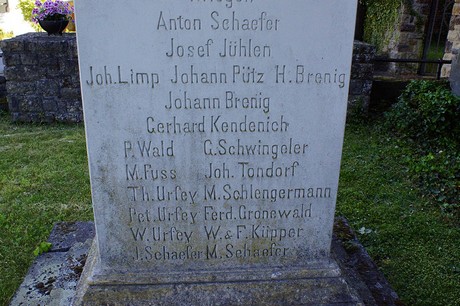 Anton Schaefer
Josef Jühlen
Joh. Limp Johann Pütz H. Brenig
Johann Brenig
Gerhard Kendenich
P. Wald G. Schwingeler
M. Fuss Joh. Tondorf
Th. Urfey M. Schlengermann
Pet. Urfey Ferd. Gronewald
W. Urfey W. & F. Küpper
J. Schaefer M. Schaefer